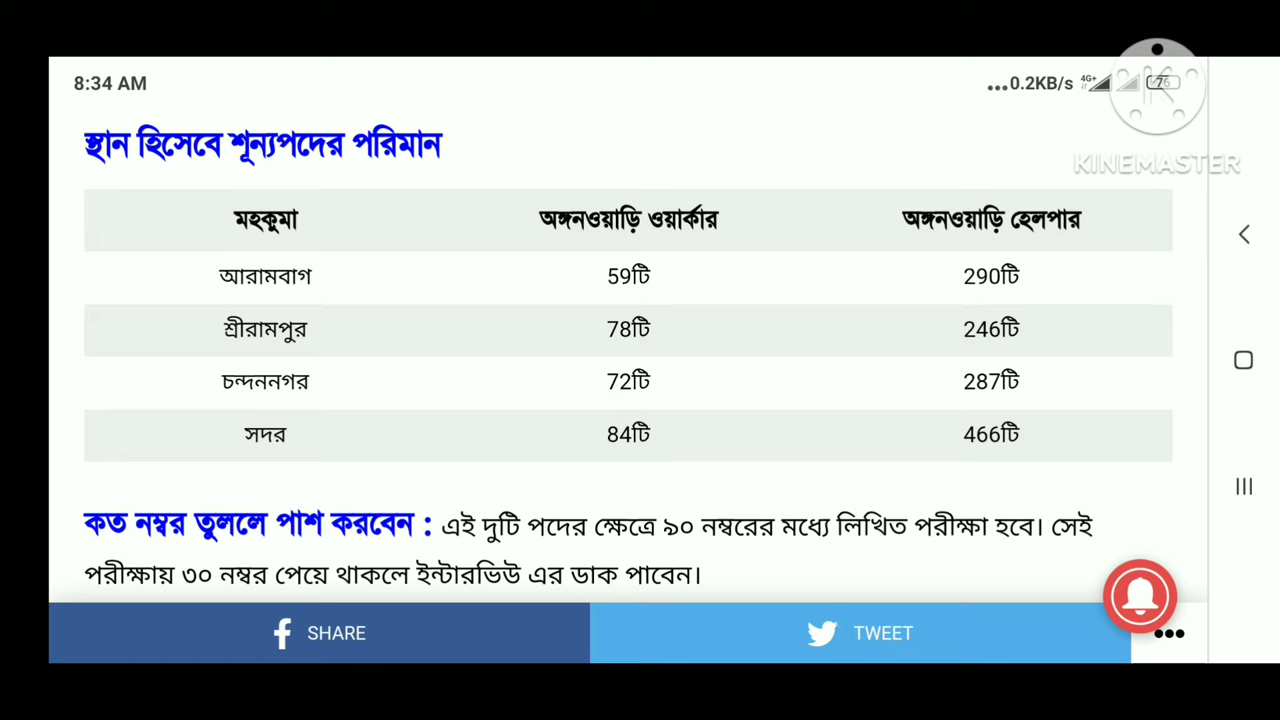 8:34 AM ...0.2KB/s 4G+ 76
KINEMASTER
স্থান হিসেবে শূন্যপদের পরিমান
মহকুমা অঙ্গনওয়াড়ি ওয়ার্কার অঙ্গনওয়াড়ি হেলপার
আরামবাগ 59টি 290টি
শ্রীরামপুর 78টি 246টি
চন্দননগর 72টি 287টি
সদর 84টি 466টি
কত নম্বর তুললে পাশ করবেন : এই দুটি পদের ক্ষেত্রে ৯০ নম্বরের মধ্যে লিখিত পরীক্ষা হবে। সেই
পরীক্ষায় ৩০ নম্বর পেয়ে থাকলে ইন্টারভিউ এর ডাক পাবেন।
SHARE TWEET